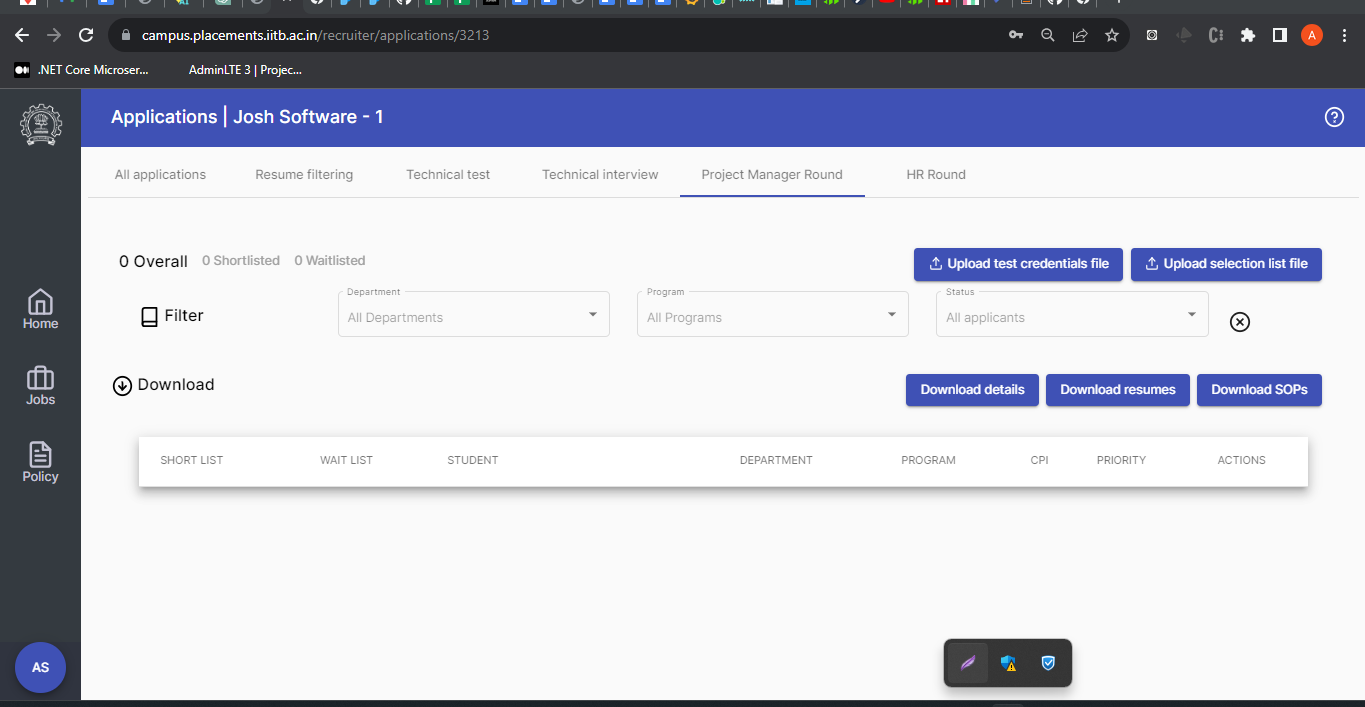 campus.placements.iitb.ac.in/recruiter/applications/3213
A
.NET Core Microser... AdminLTE 3 | Projec...
Applications | Josh Software - 1
All applications Resume filtering Technical test Technical interview Project Manager Round HR Round
0 Overall 0 Shortlisted 0 Waitlisted Upload test credentials file Upload selection list file
Department Program Status
Filter All Departments All Programs All applicants
Home
Download Download details Download resumes Download SOPs
Jobs
SHORT LIST WAIT LIST STUDENT DEPARTMENT PROGRAM CPI PRIORITY ACTIONS
Policy
AS